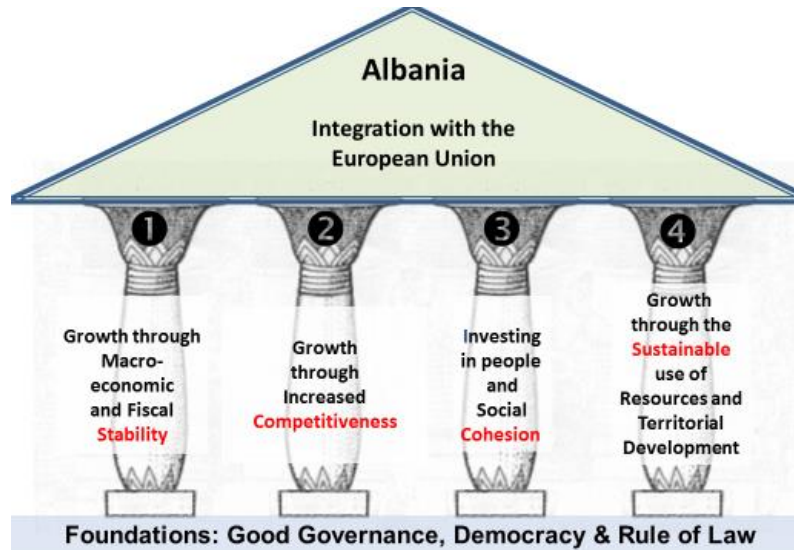 Albania
Integration with the
European Union
1
Growth through
Macro-
economic
and Fiscal
Stability
2
Growth
through
Increased
Competitiveness
3
Investing
in people
and
Social
Cohesion
4
Growth
through the
Sustainable
use of
Resources and
Territorial
Development
Foundations: Good Governance, Democracy & Rule of Law